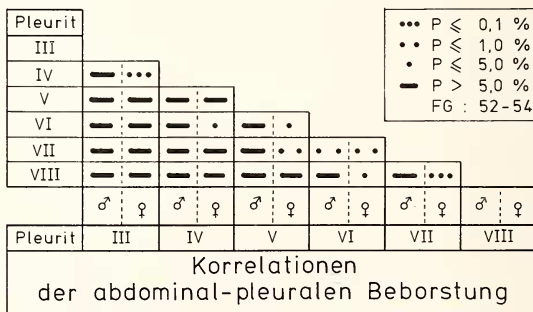 Pleurit
III
IV ▬ •••
V ▬ ▬ ▬ ▬
VI ▬ ▬ ▬ • ▬ •
VII ▬ ▬ ▬ ▬ ▬ •• •• ••
VIII ▬ ▬ ▬ ▬ ▬ ▬ ▬ • ▬ •••
♂ ♀ ♂ ♀ ♂ ♀ ♂ ♀ ♂ ♀ ♂ ♀
Pleurit III IV V VI VII VIII
••• P ≤ 0,1 %
•• P ≤ 1,0 %
• P ≤ 5,0 %
▬ P > 5,0 %
FG : 52-54
Korrelationen
der abdominal-pleuralen Beborstung